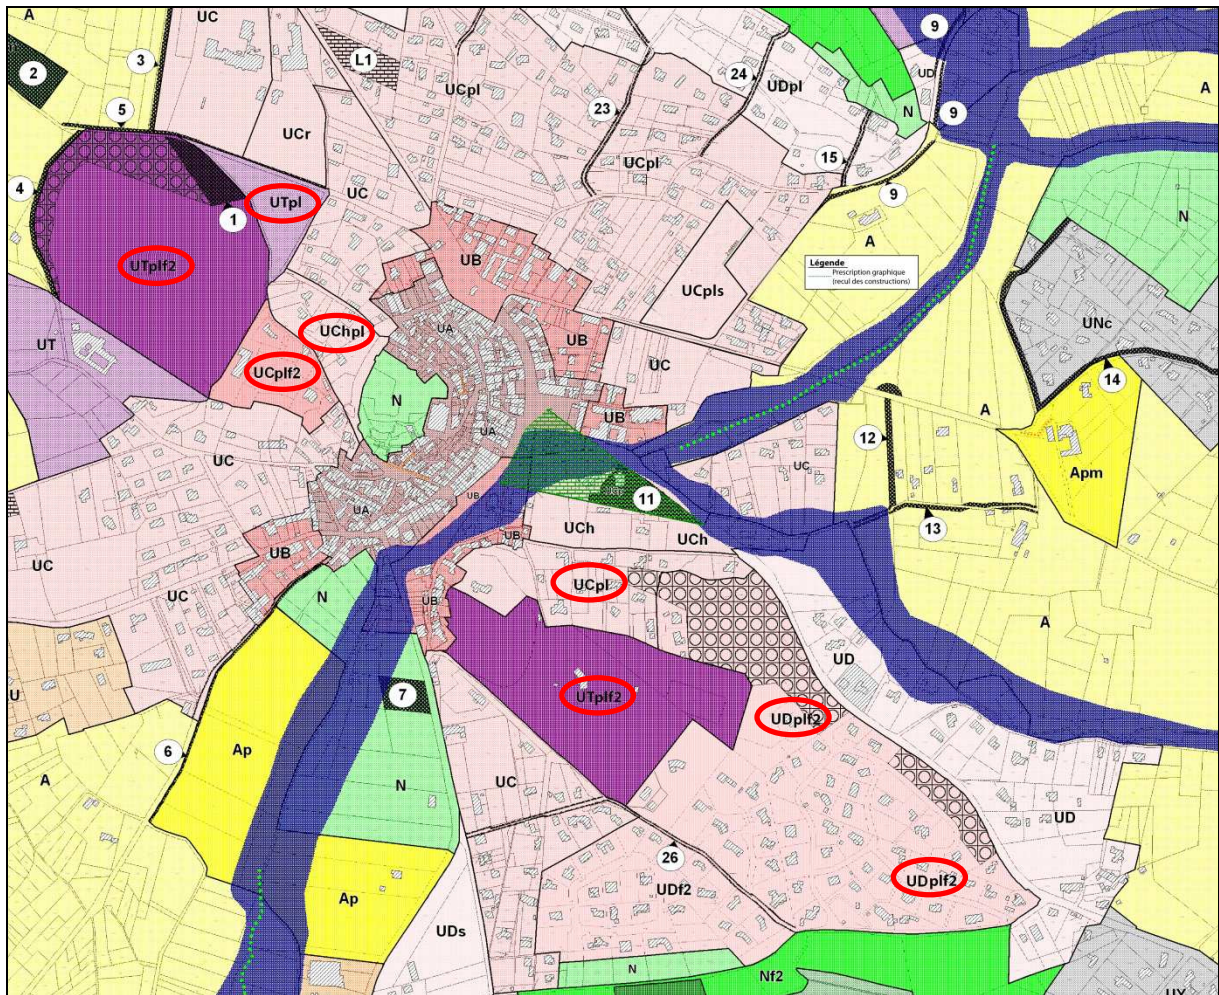 A
UC
3
2
L1
UCpl
24
UDpl
9
UD
A
5
UCr
23
9
N
UCpl
15
4
UTpl
UC
9
1
N
UB
A
UTplf2
Légende
Prescription graphique
(recul des constructions)
UCpls
UNc
UChpl
UA
UT
UB
UCplf2
UC
14
N
UB
A
UA
12
UC
UC
Apm
UB
11
UA
UCh
13
UB
UB
UCh
UC
UCpl
UC
N
UB
A
UD
U
7
UTplf2
UDplf2
6
Ap
A
UC
N
UD
26
UDf2
UDplf2
Ap
UDs
N
Nf2
UY